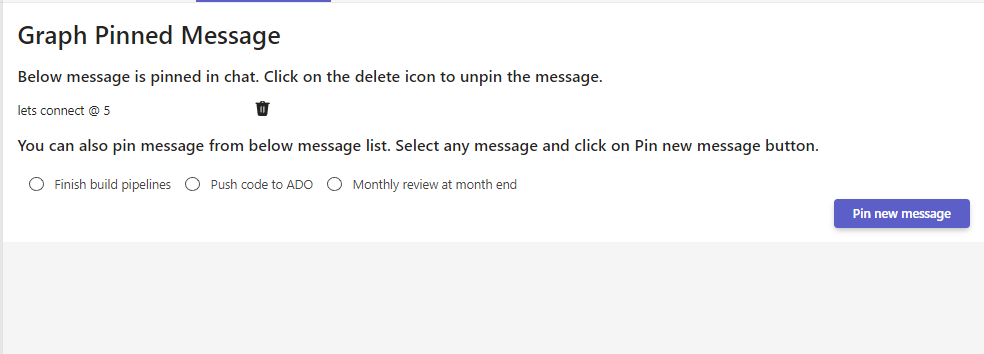 Graph Pinned Message
Below message is pinned in chat. Click on the delete icon to unpin the message.
lets connect @ 5
You can also pin message from below message list. Select any message and click on Pin new message button.
Finish build pipelines Push code to ADO Monthly review at month end
Pin new message